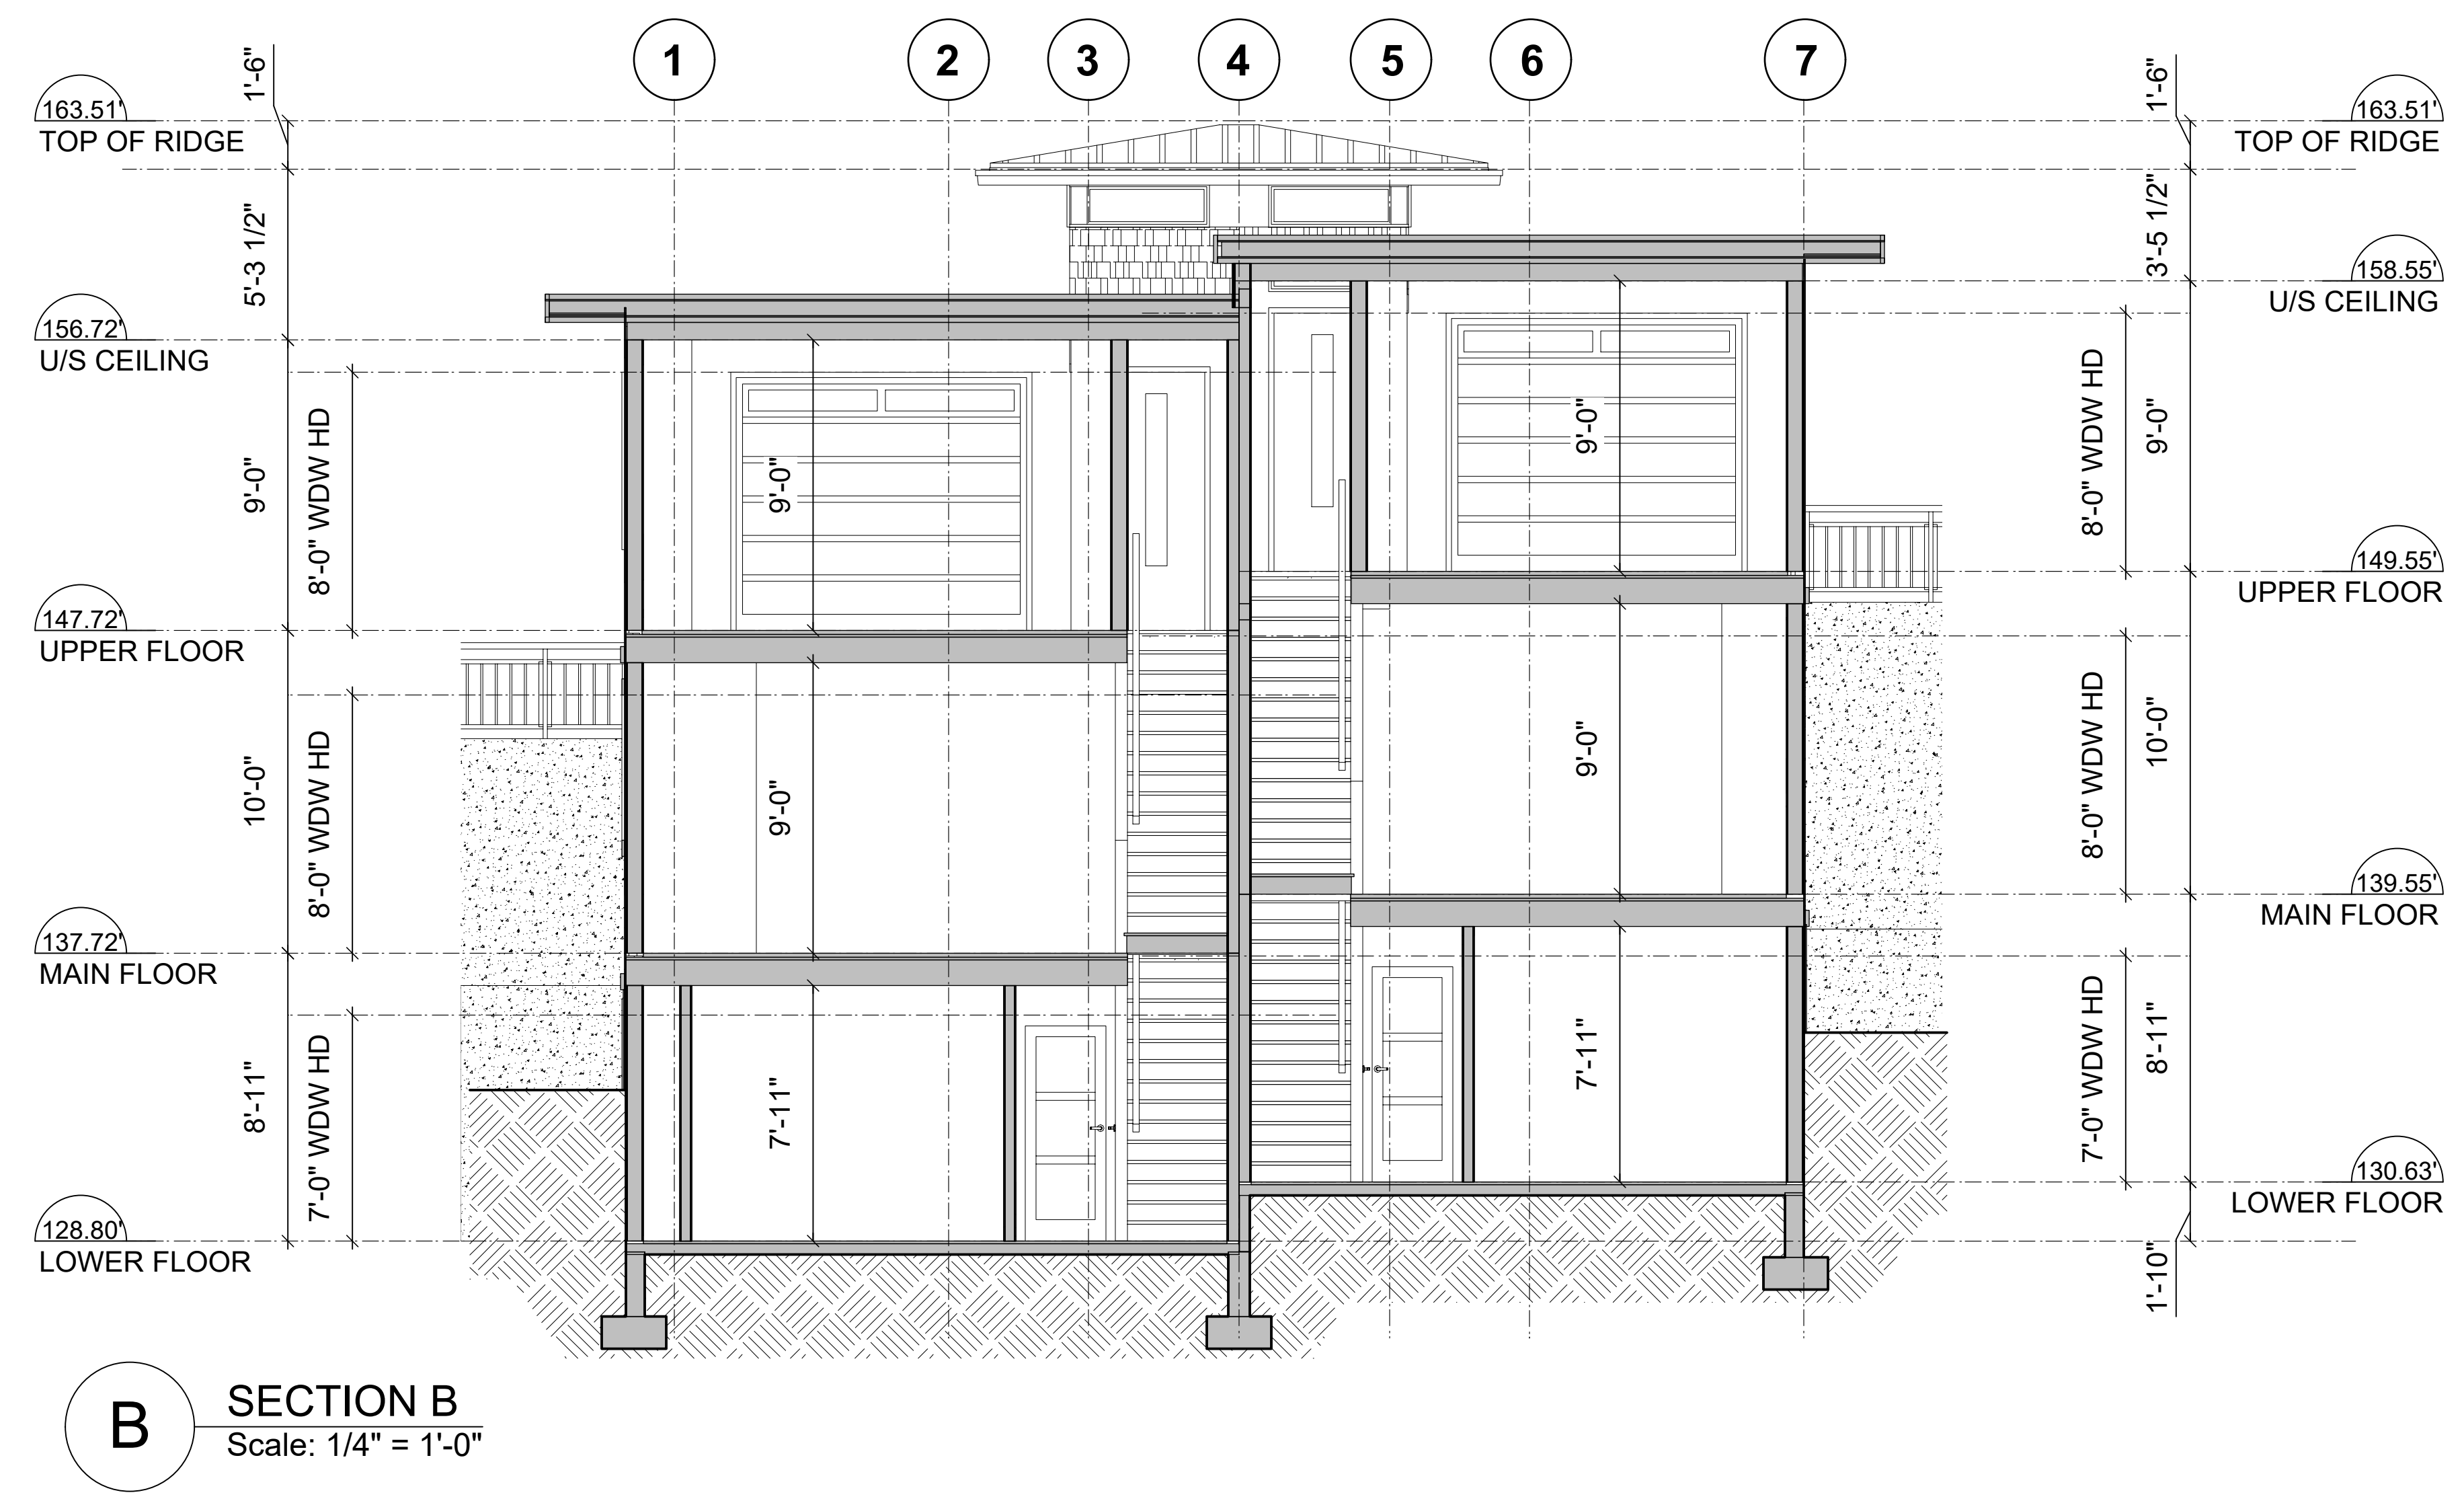 1
2
3
4
5
6
7
1'-6"
163.51'
TOP OF RIDGE
5'-3 1/2"
156.72'
U/S CEILING
9'-0"
8'-0" WDW HD
147.72'
UPPER FLOOR
10'-0"
8'-0" WDW HD
137.72'
MAIN FLOOR
8'-11"
7'-0" WDW HD
128.80'
LOWER FLOOR
9'-0"
9'-0"
7'-11"
9'-0"
9'-0"
7'-11"
1'-6"
163.51'
TOP OF RIDGE
3'-5 1/2"
158.55'
U/S CEILING
8'-0" WDW HD
9'-0"
149.55'
UPPER FLOOR
8'-0" WDW HD
10'-0"
139.55'
MAIN FLOOR
7'-0" WDW HD
8'-11"
130.63'
LOWER FLOOR
1'-10"
B
SECTION B
Scale: 1/4" = 1'-0"